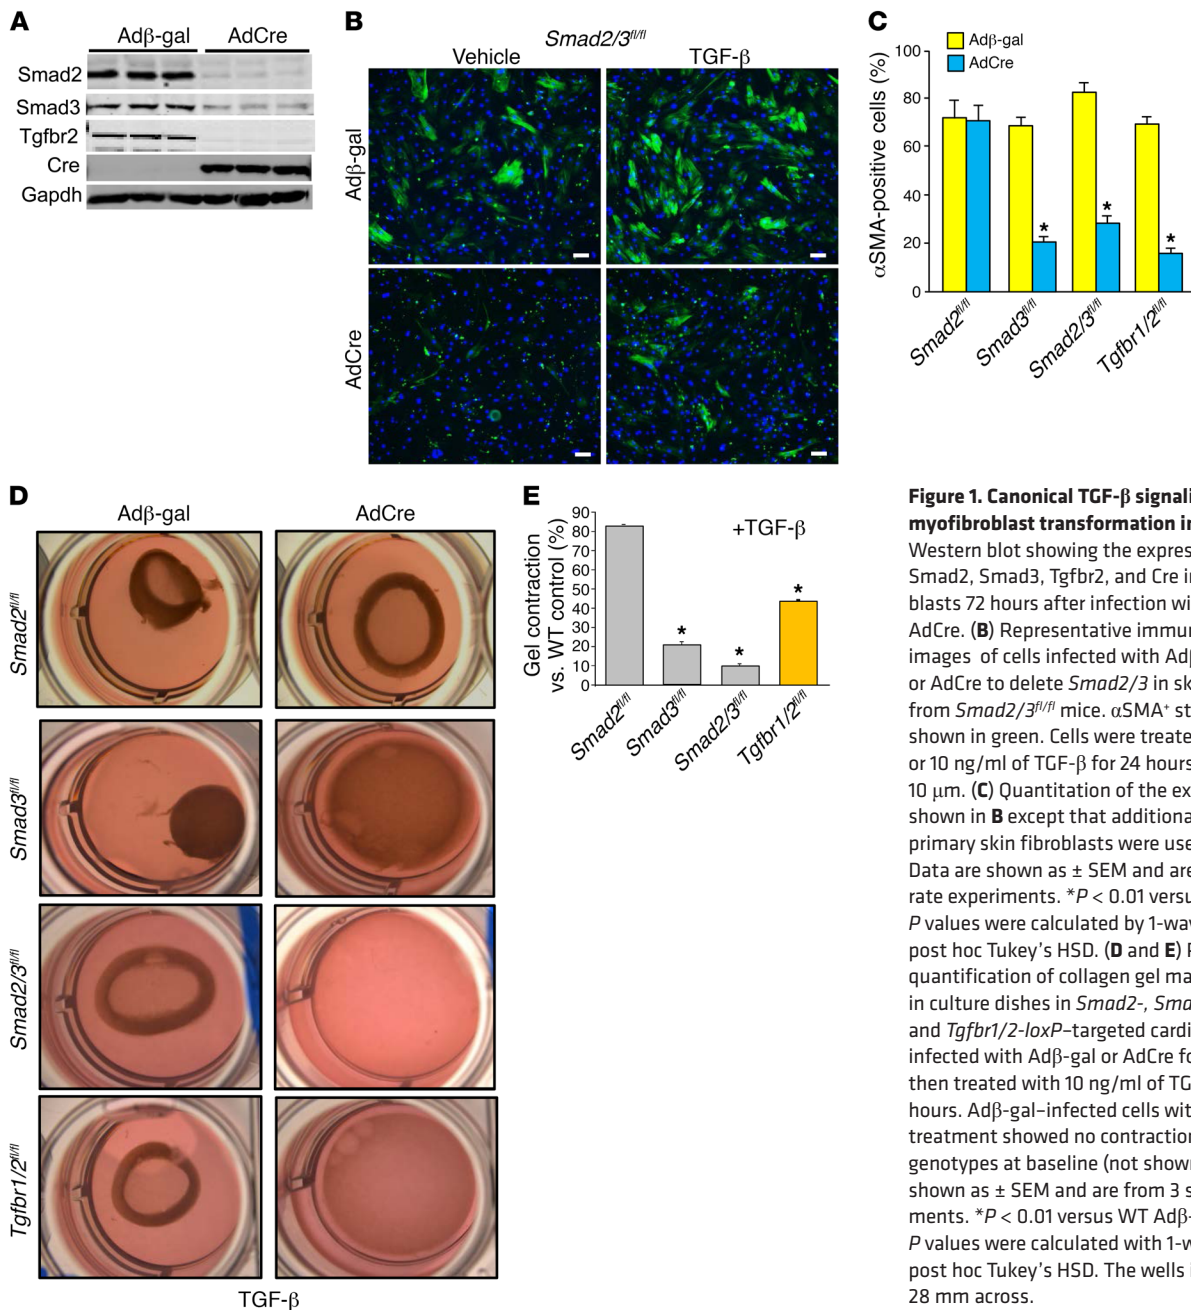 A
Adβ-gal AdCre
Smad2
Smad3
Tgfbr2
Cre
Gapdh
B
Smad2/3fl/fl
Vehicle TGF-β
Adβ-gal
AdCre
C
Adβ-gal
AdCre
αSMA-positive cells (%)
100
80
60
40
20
0
* * *
Smad2fl/fl Smad3fl/fl Smad2/3fl/fl Tgfbr1/2fl/fl
D
Adβ-gal AdCre
Smad2fl/fl
Smad3fl/fl
Smad2/3fl/fl
Tgfbr1/2fl/fl
TGF-β
E
Gel contraction
vs. WT control (%)
+TGF-β
90
80
70
60
50
40
30
20
10
0
* * *
Smad2fl/fl Smad3fl/fl Smad2/3fl/fl Tgfbr1/2fl/fl
Figure 1. Canonical TGF-β signali
myofibroblast transformation in
Western blot showing the expres
Smad2, Smad3, Tgfbr2, and Cre i
blasts 72 hours after infection wi
AdCre. (B) Representative immun
images of cells infected with Adβ
or AdCre to delete Smad2/3 in sk
from Smad2/3fl/fl mice. αSMA+ st
shown in green. Cells were treate
or 10 ng/ml of TGF-β for 24 hours
10 μm. (C) Quantitation of the ex
shown in B except that additiona
primary skin fibroblasts were use
Data are shown as ± SEM and are
rate experiments. *P < 0.01 versu
P values were calculated by 1-way
post hoc Tukey's HSD. (D and E) P
quantification of collagen gel ma
in culture dishes in Smad2-, Smad
and Tgfbr1/2-loxP–targeted cardi
infected with Adβ-gal or AdCre fo
then treated with 10 ng/ml of TG
hours. Adβ-gal–infected cells wit
treatment showed no contraction
genotypes at baseline (not shown
shown as ± SEM and are from 3 s
ments. *P < 0.01 versus WT Adβ-
P values were calculated with 1-w
post hoc Tukey's HSD. The wells
28 mm across.